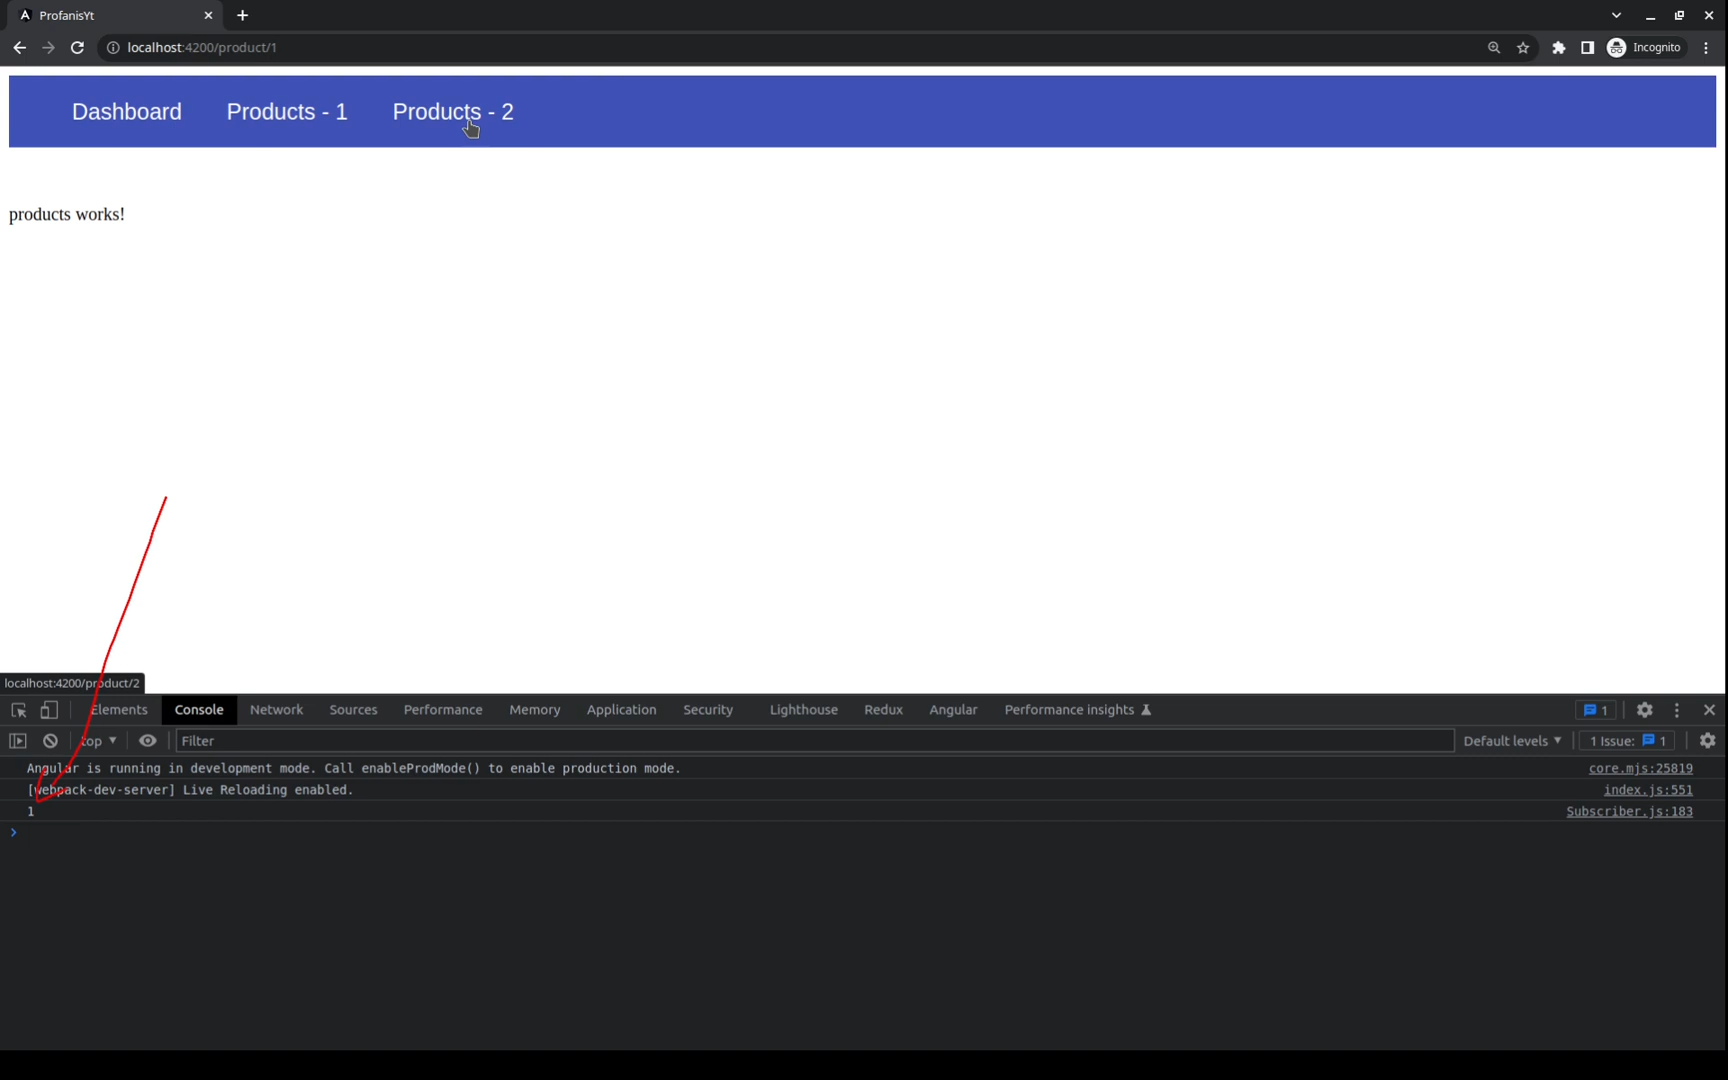 ProfanisYt
localhost:4200/product/1
Incognito
Dashboard Products - 1 Products - 2
products works!
localhost:4200/product/2
Elements Console Network Sources Performance Memory Application Security Lighthouse Redux Angular Performance insights 1
top Filter Default levels 1 Issue: 1
Angular is running in development mode. Call enableProdMode() to enable production mode. core.mjs:25819
[webpack-dev-server] Live Reloading enabled. index.js:551
1 Subscriber.js:183